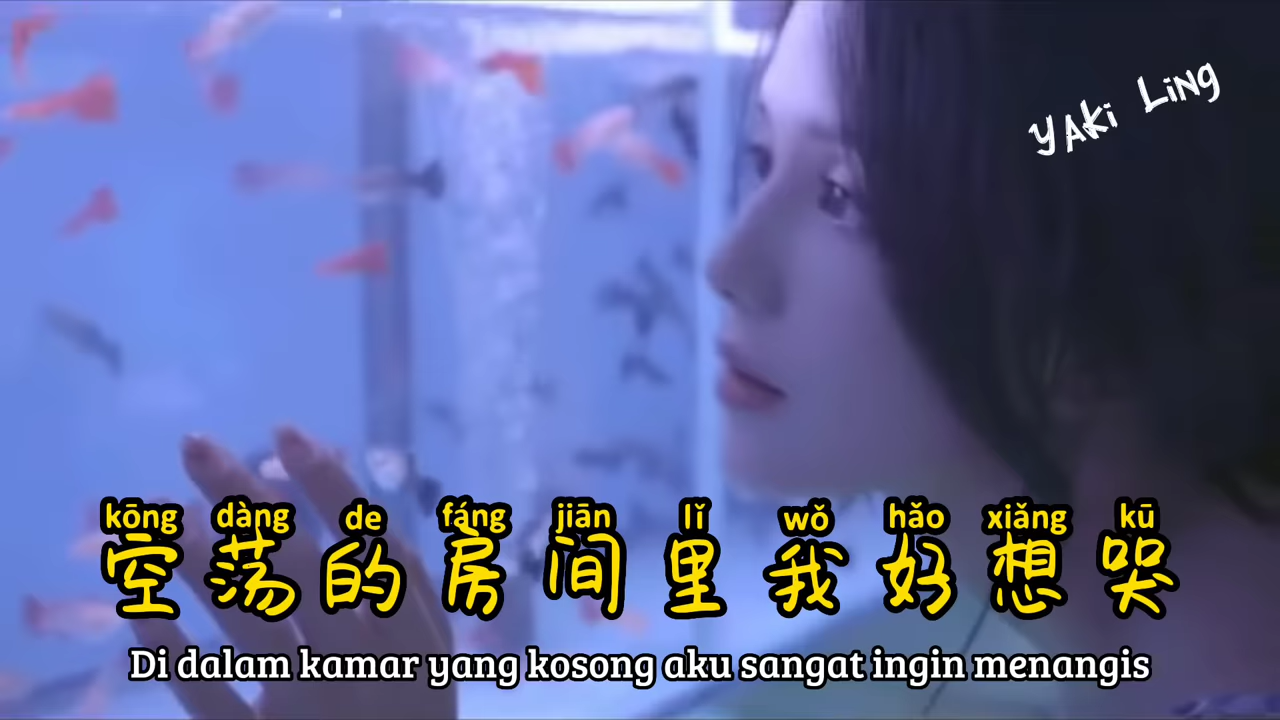 YAKi LiNg
kōng dàng de fáng jiān lǐ wǒ hǎo xiǎng kū
空荡的房间里我好想哭
Di dalam kamar yang kosong aku sangat ingin menangis